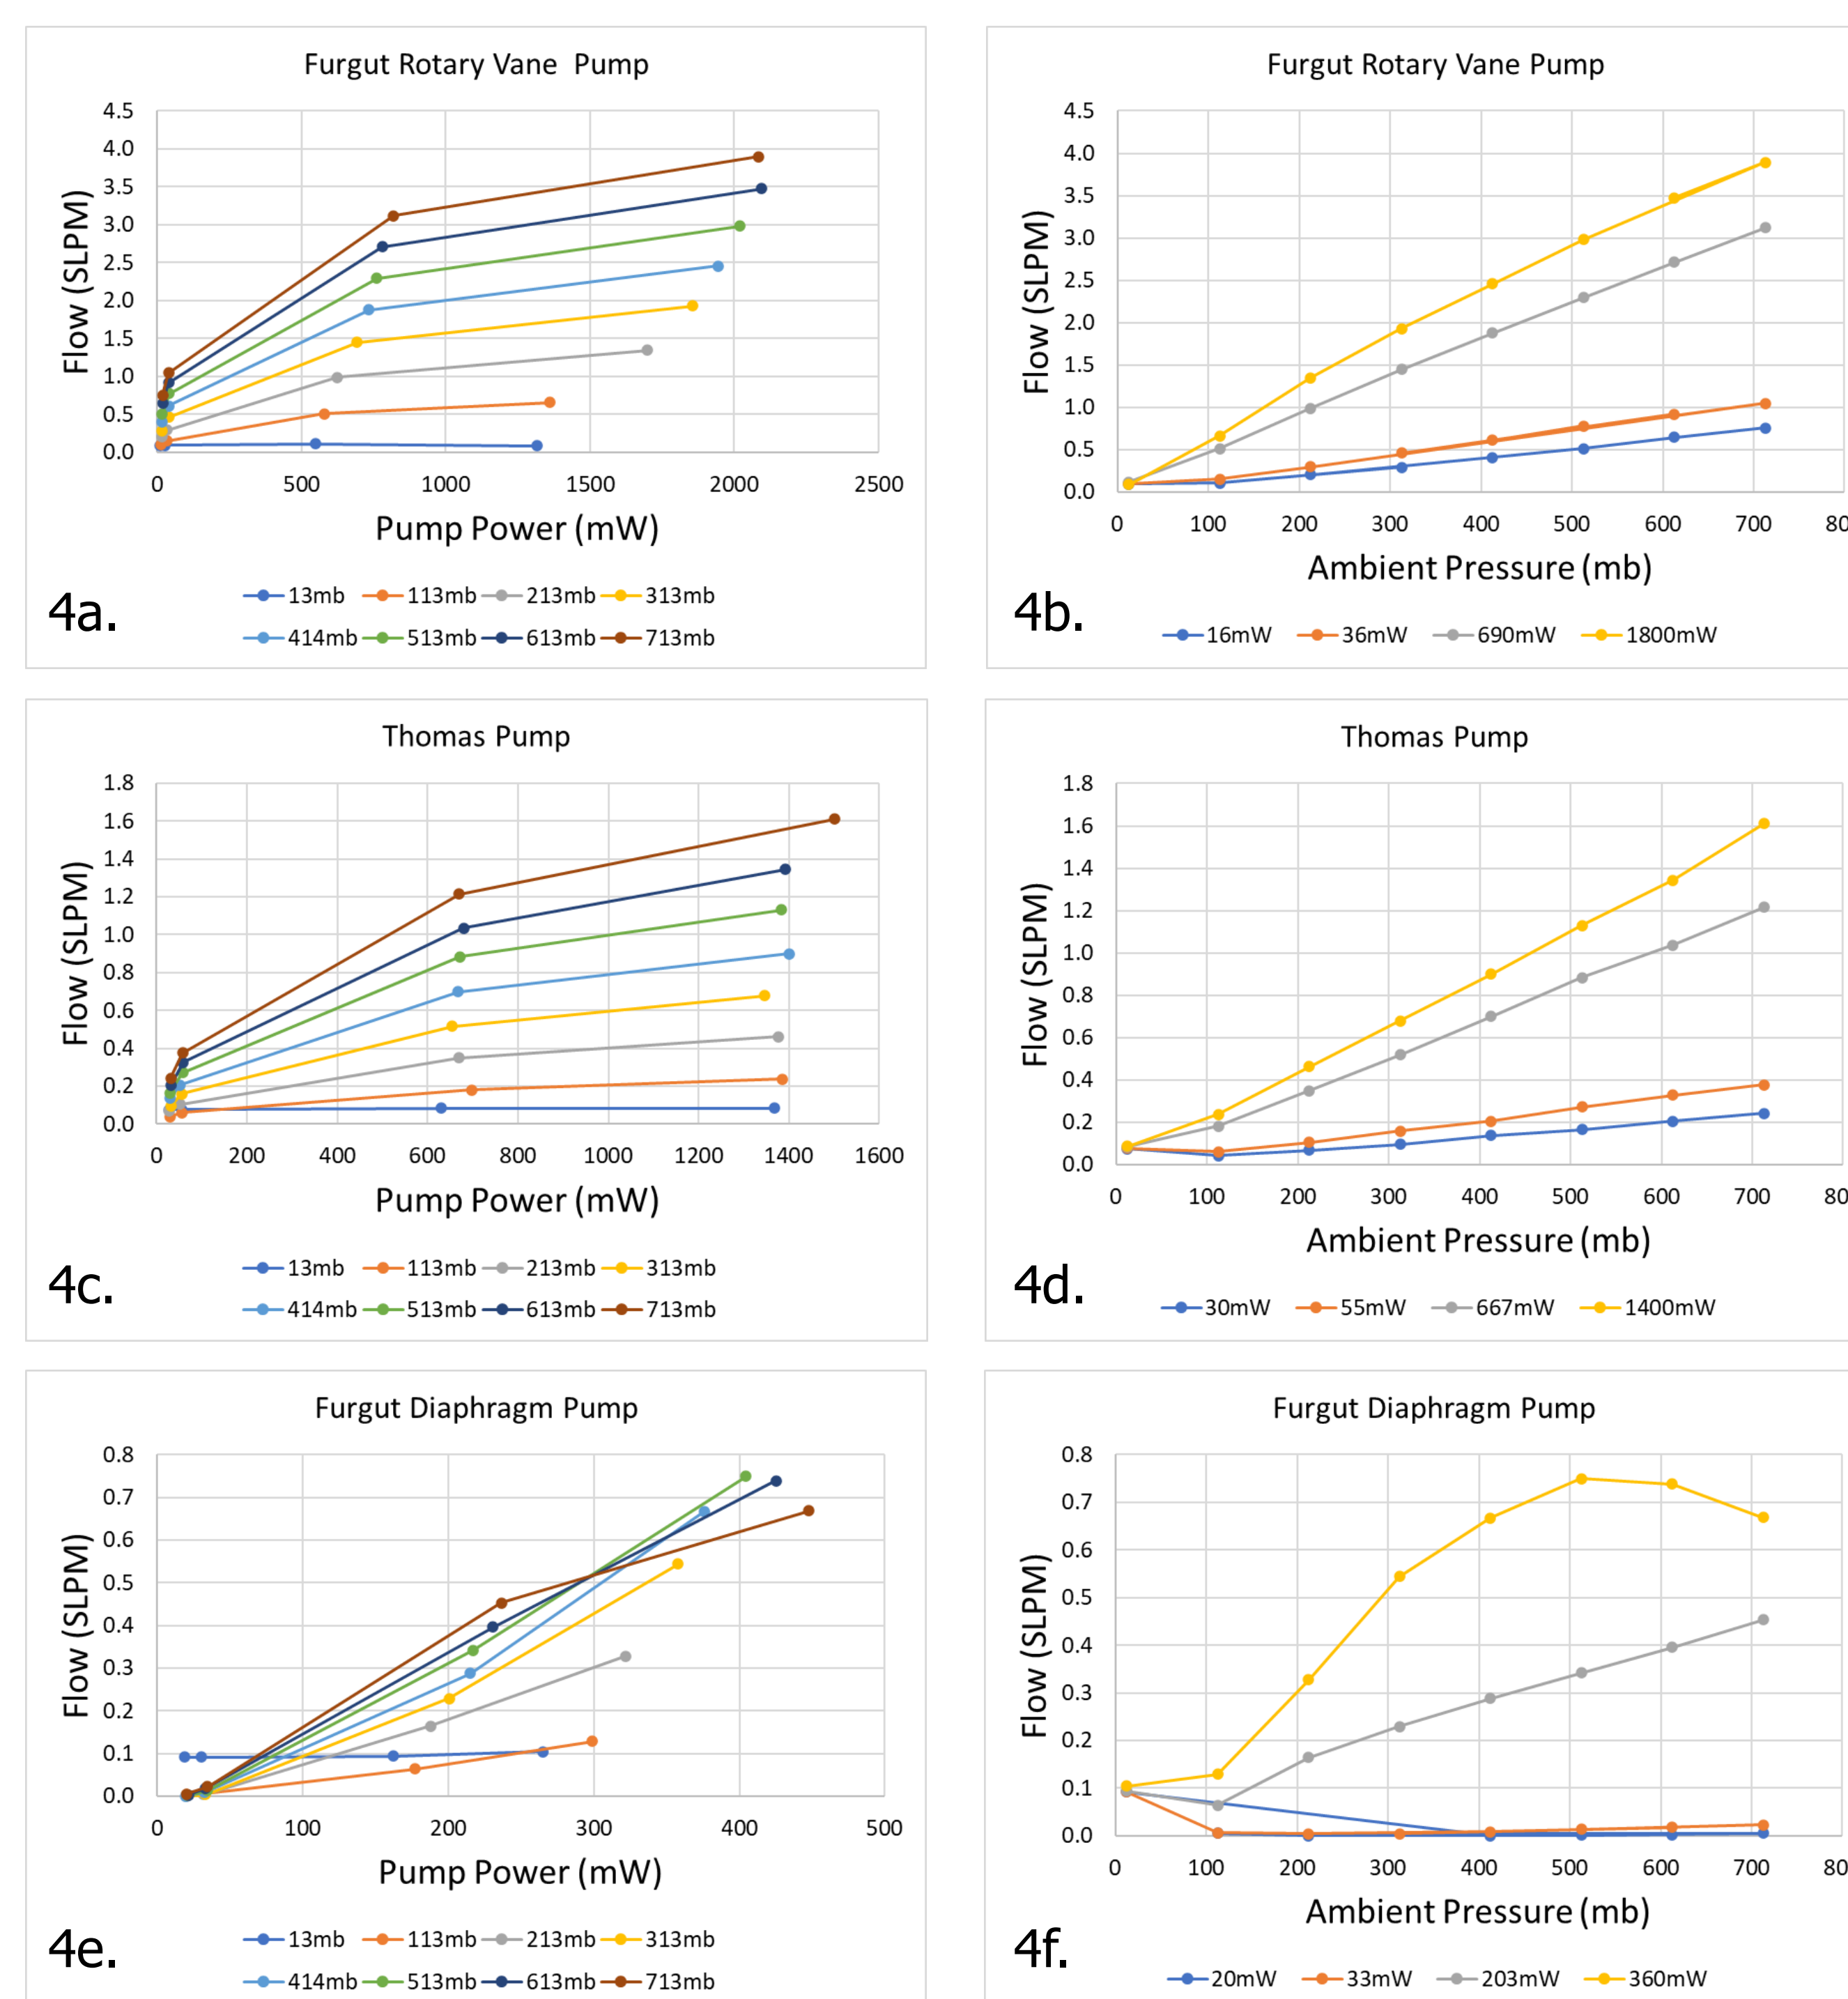 Furgut Rotary Vane  Pump
4.5
4.0
3.5
3.0
2.5
2.0
1.5
1.0
0.5
0.0
Flow (SLPM)
0 500 1000 1500 2000 2500
Pump Power (mW)
13mb 113mb 213mb 313mb
414mb 513mb 613mb 713mb
4a.
Furgut Rotary Vane Pump
4.5
4.0
3.5
3.0
2.5
2.0
1.5
1.0
0.5
0.0
Flow (SLPM)
0 100 200 300 400 500 600 700 80
Ambient Pressure (mb)
16mW 36mW 690mW 1800mW
4b.
Thomas Pump
1.8
1.6
1.4
1.2
1.0
0.8
0.6
0.4
0.2
0.0
Flow (SLPM)
0 200 400 600 800 1000 1200 1400 1600
Pump Power (mW)
13mb 113mb 213mb 313mb
414mb 513mb 613mb 713mb
4c.
Thomas Pump
1.8
1.6
1.4
1.2
1.0
0.8
0.6
0.4
0.2
0.0
Flow (SLPM)
0 100 200 300 400 500 600 700 80
Ambient Pressure (mb)
30mW 55mW 667mW 1400mW
4d.
Furgut Diaphragm Pump
0.8
0.7
0.6
0.5
0.4
0.3
0.2
0.1
0.0
Flow (SLPM)
0 100 200 300 400 500
Pump Power (mW)
13mb 113mb 213mb 313mb
414mb 513mb 613mb 713mb
4e.
Furgut Diaphragm Pump
0.8
0.7
0.6
0.5
0.4
0.3
0.2
0.1
0.0
Flow (SLPM)
0 100 200 300 400 500 600 700 80
Ambient Pressure (mb)
20mW 33mW 203mW 360mW
4f.